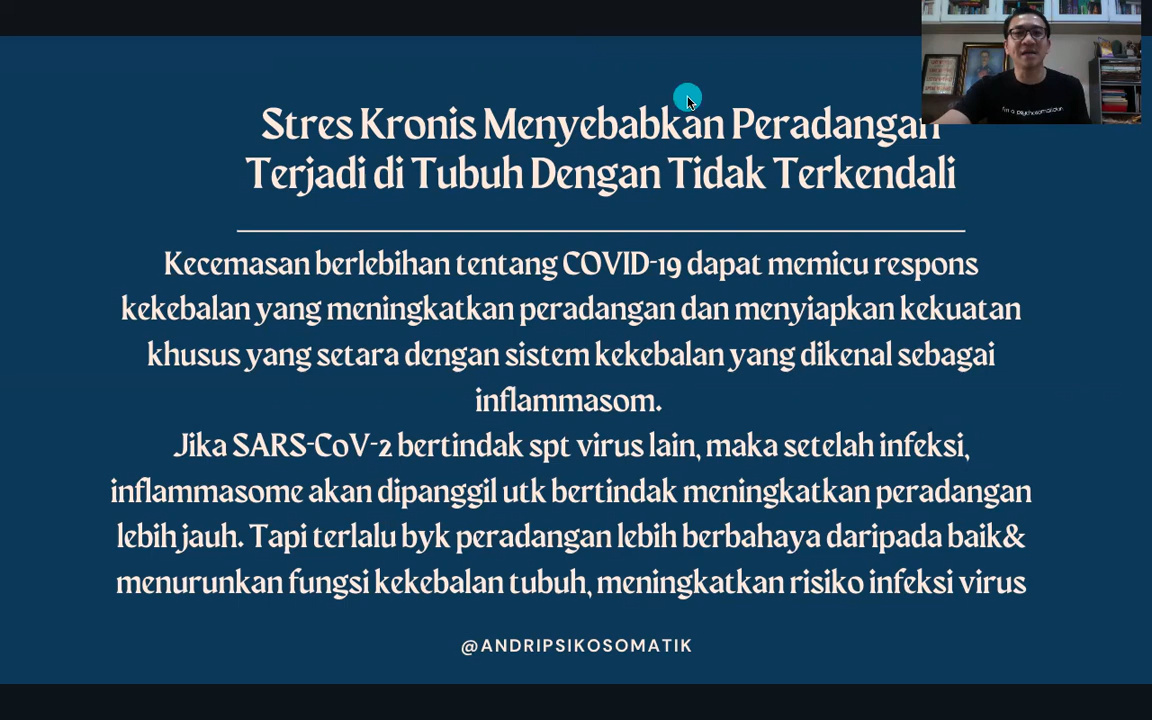 Stres Kronis Menyebabkan Peradangan
Terjadi di Tubuh Dengan Tidak Terkendali
Kecemasan berlebihan tentang COVID-19 dapat memicu respons
kekebalan yang meningkatkan peradangan dan menyiapkan kekuatan
khusus yang setara dengan sistem kekebalan yang dikenal sebagai
inflammasom.
Jika SARS-CoV-2 bertindak spt virus lain, maka setelah infeksi,
inflammasome akan dipanggil utk bertindak meningkatkan peradangan
lebih jauh. Tapi terlalu byk peradangan lebih berbahaya daripada baik&
menurunkan fungsi kekebalan tubuh, meningkatkan risiko infeksi virus
@ANDRIPSIKOSOMATIK